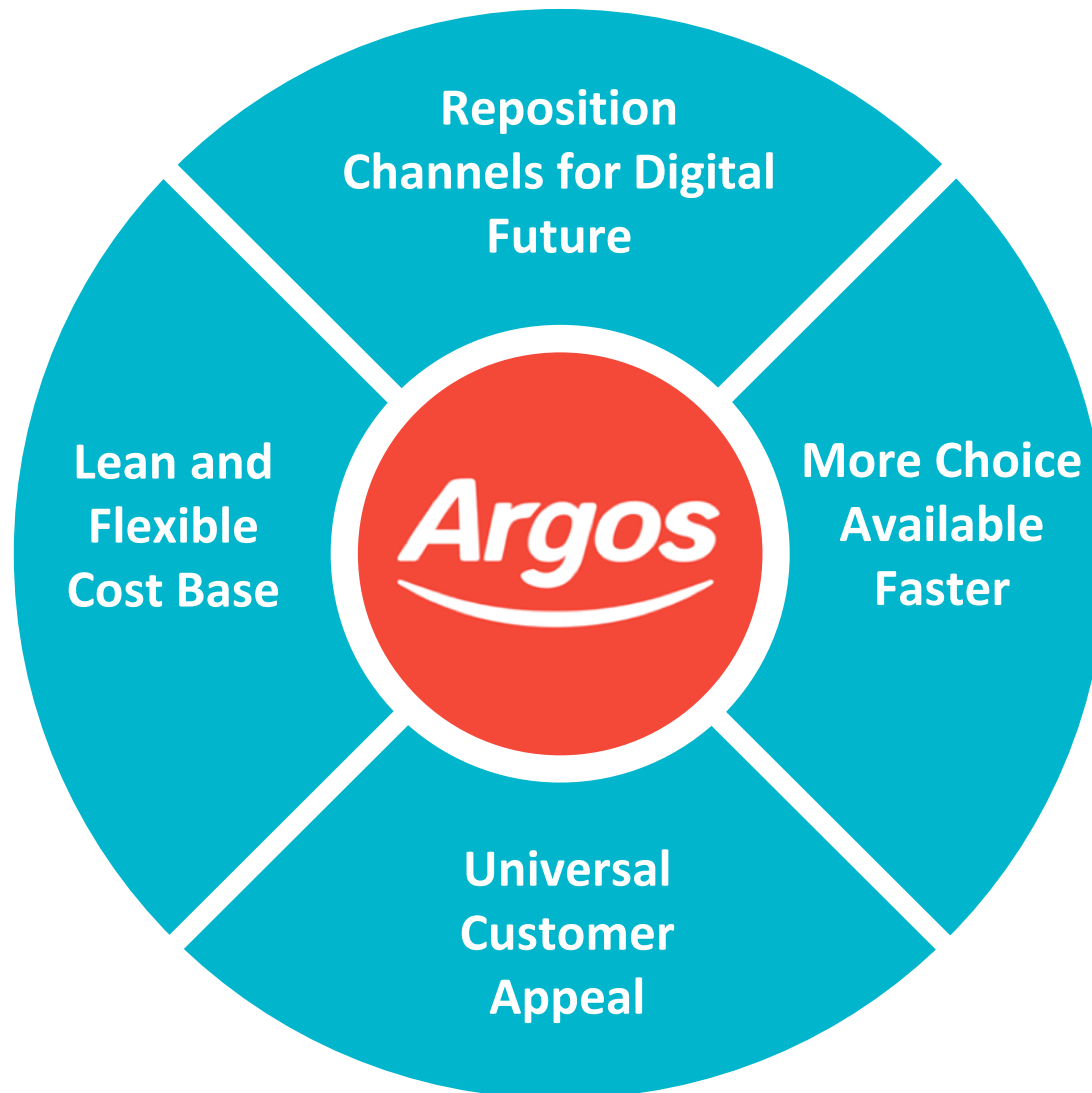 Reposition
Channels for Digital
Future
Lean and
Flexible
Cost Base
Argos
More Choice
Available
Faster
Universal
Customer
Appeal